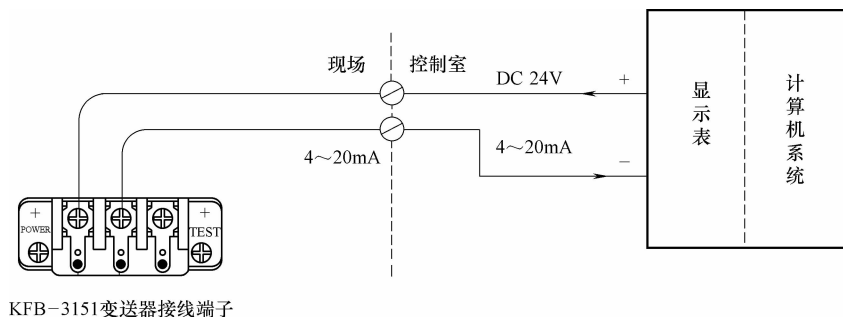 现场
控制室
DC 24V
+
显示表
计算机系统
4～20mA
4～20mA
−
+
POWER
+
TEST
KFB-3151变送器接线端子